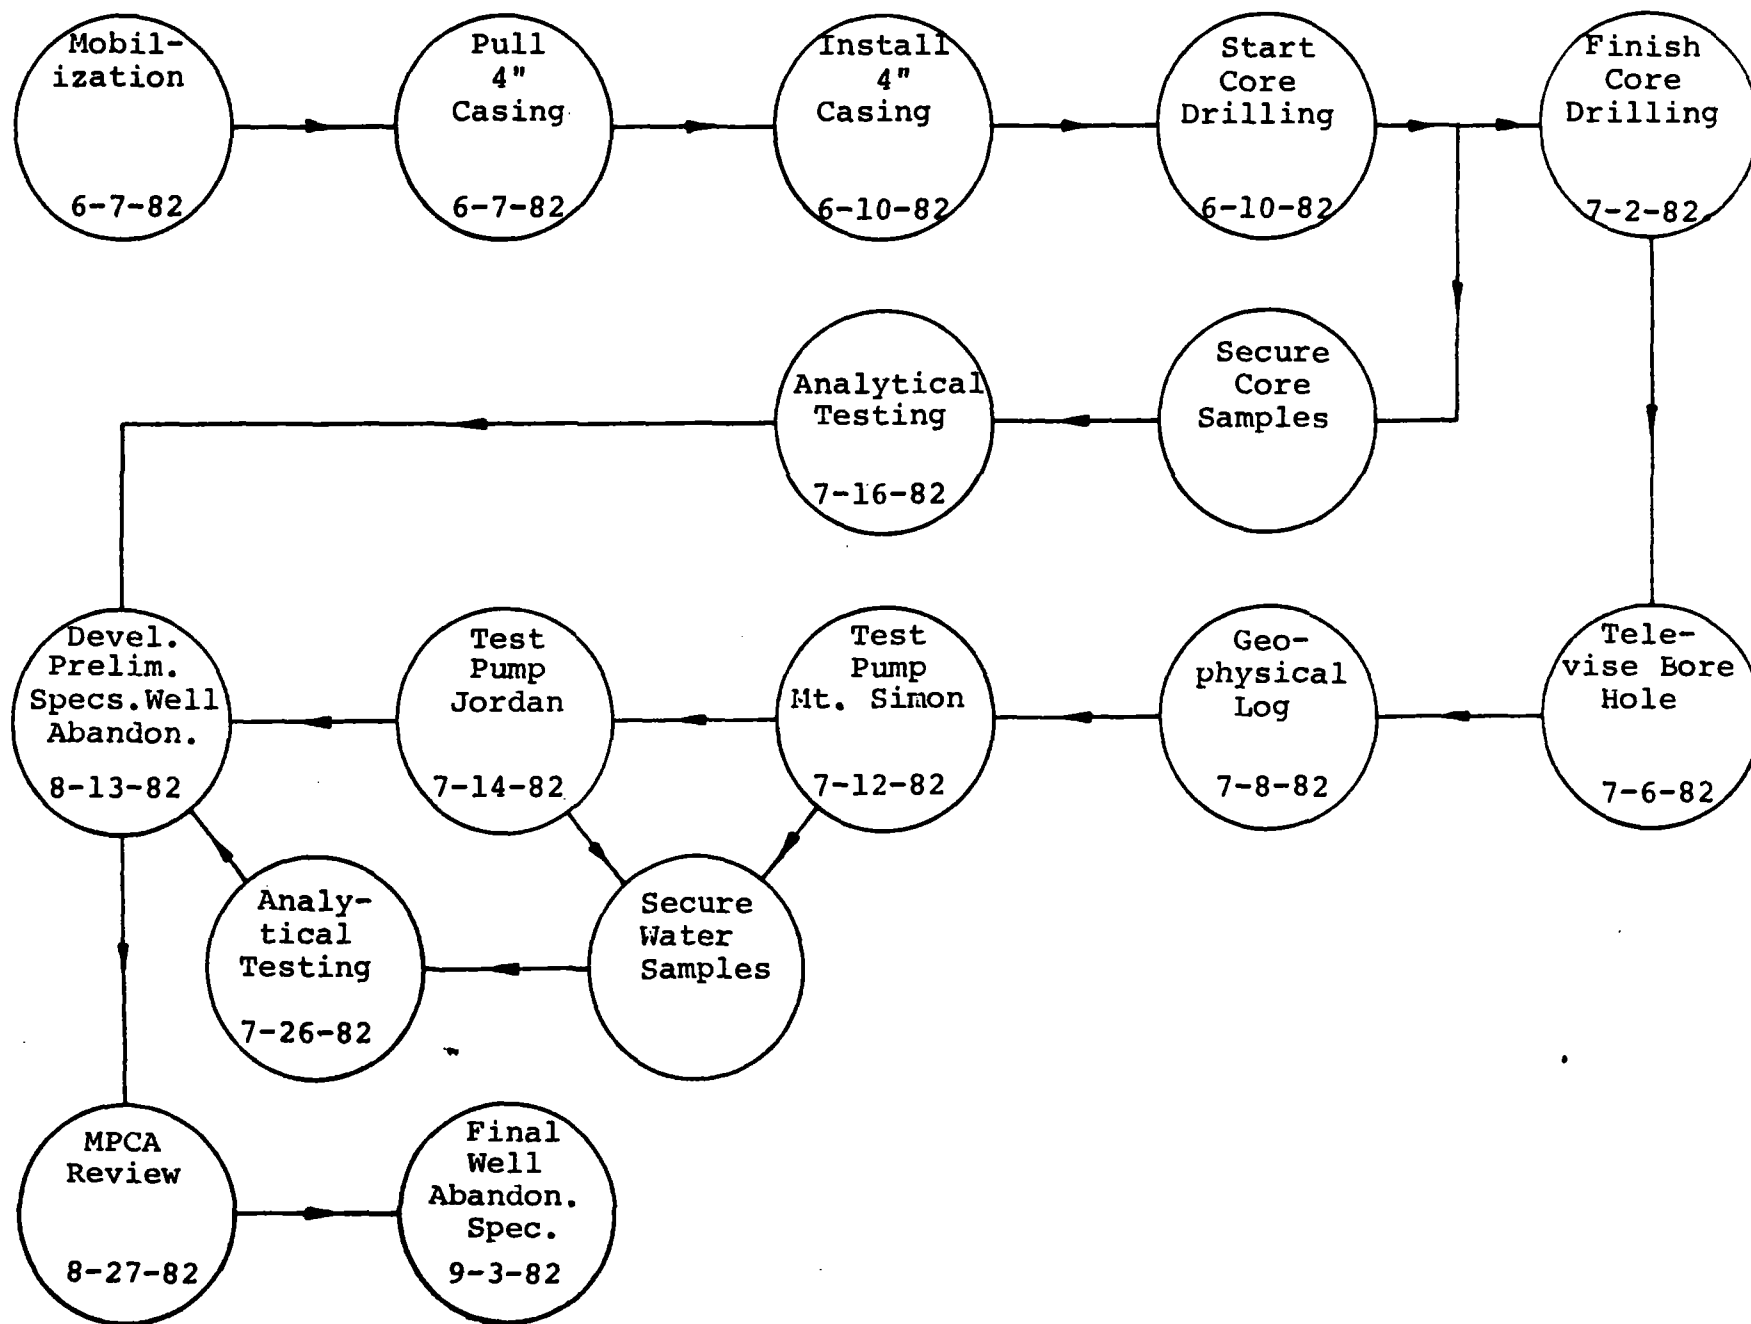 Mobil-
ization
6-7-82
Pull
4"
Casing
6-7-82
Install
4"
Casing
6-10-82
Start
Core
Drilling
6-10-82
Finish
Core
Drilling
7-2-82
Analytical
Testing
7-16-82
Secure
Core
Samples
Devel.
Prelim.
Specs.Well
Abandon.
8-13-82
Test
Pump
Jordan
7-14-82
Test
Pump
Mt. Simon
7-12-82
Geo-
physical
Log
7-8-82
Tele-
vise Bore
Hole
7-6-82
Analy-
tical
Testing
7-26-82
Secure
Water
Samples
MPCA
Review
8-27-82
Final
Well
Abandon.
Spec.
9-3-82